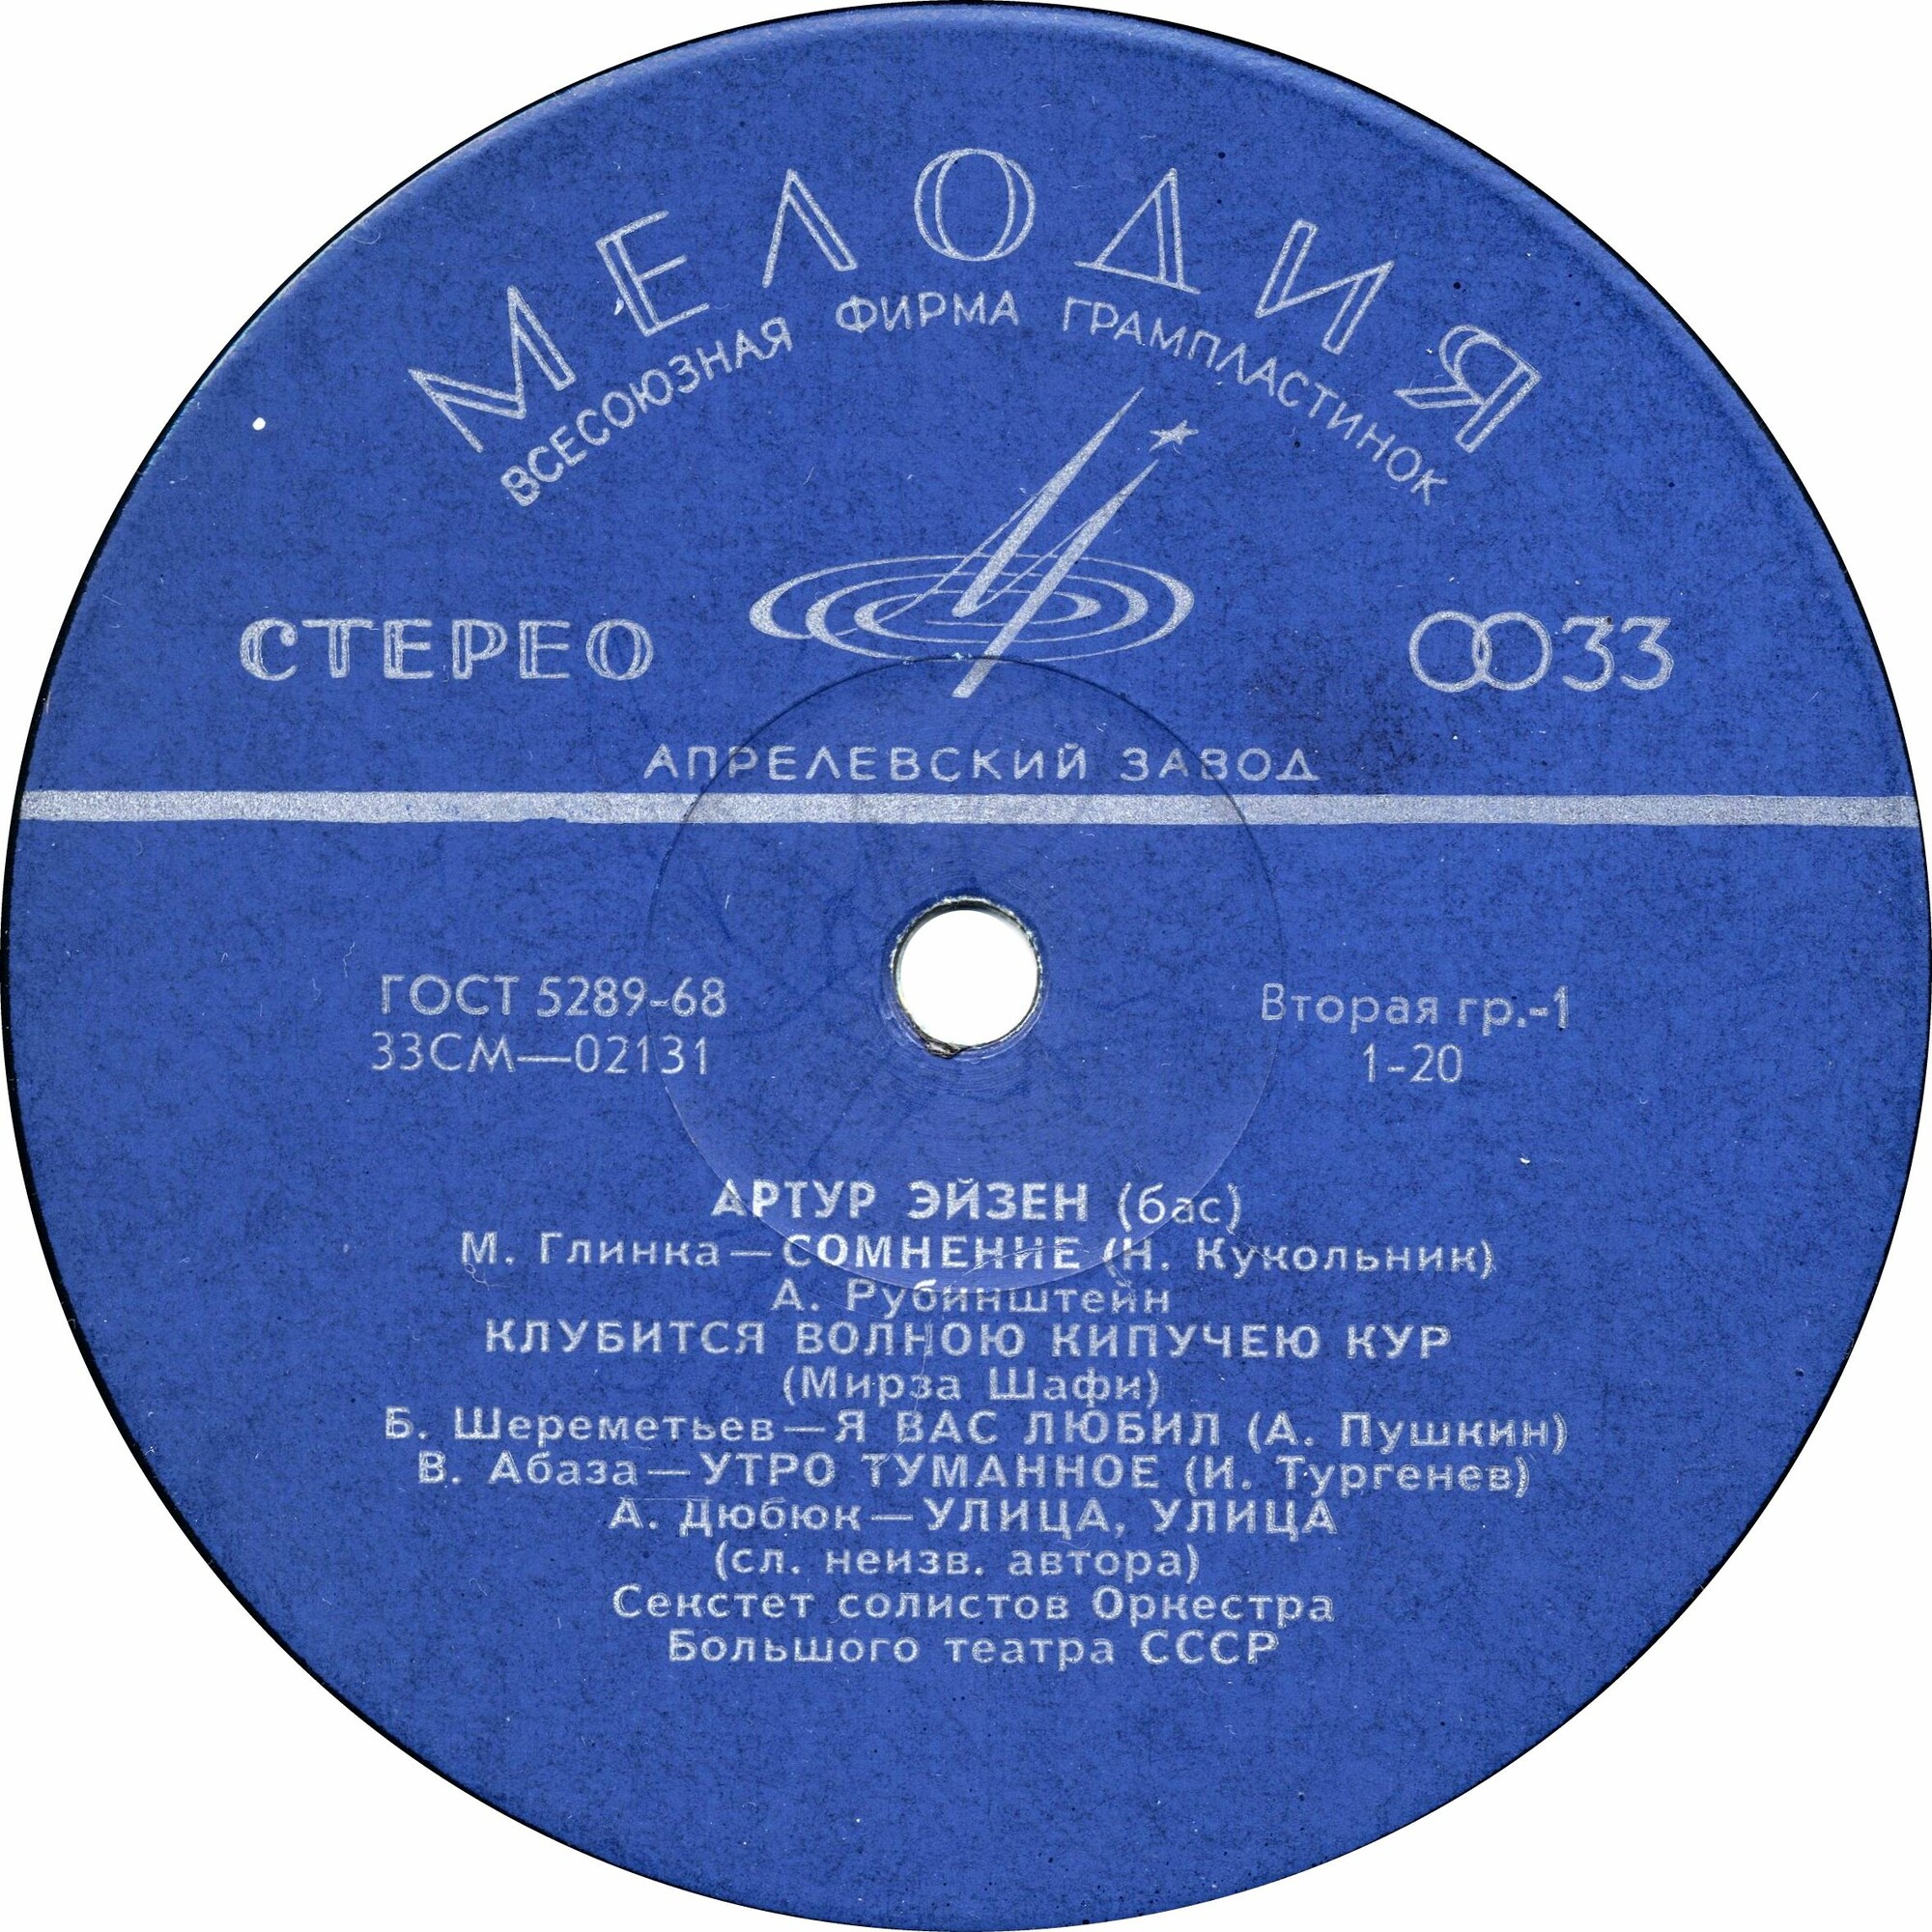 МЕЛОДИЯ
ВСЕСОЮЗНАЯ ФИРМА ГРАМПЛАСТИНОК
СТЕРЕО
33
АПРЕЛЕВСКИЙ ЗАВОД
ГОСТ 5289-68
33СМ—02131
Вторая гр.-1
1-20
АРТУР ЭЙЗЕН (бас)
М. Глинка—СОМНЕНИЕ (Н. Кукольник)
А. Рубинштейн
КЛУБИТСЯ ВОЛНОЮ КИПУЧЕЮ КУР
(Мирза Шафи)
Б. Шереметьев—Я ВАС ЛЮБИЛ (А. Пушкин)
В. Абаза—УТРО ТУМАННОЕ (И. Тургенев)
А. Дюбюк—УЛИЦА, УЛИЦА
(сл. неизв. автора)
Секстет солистов Оркестра
Большого театра СССР